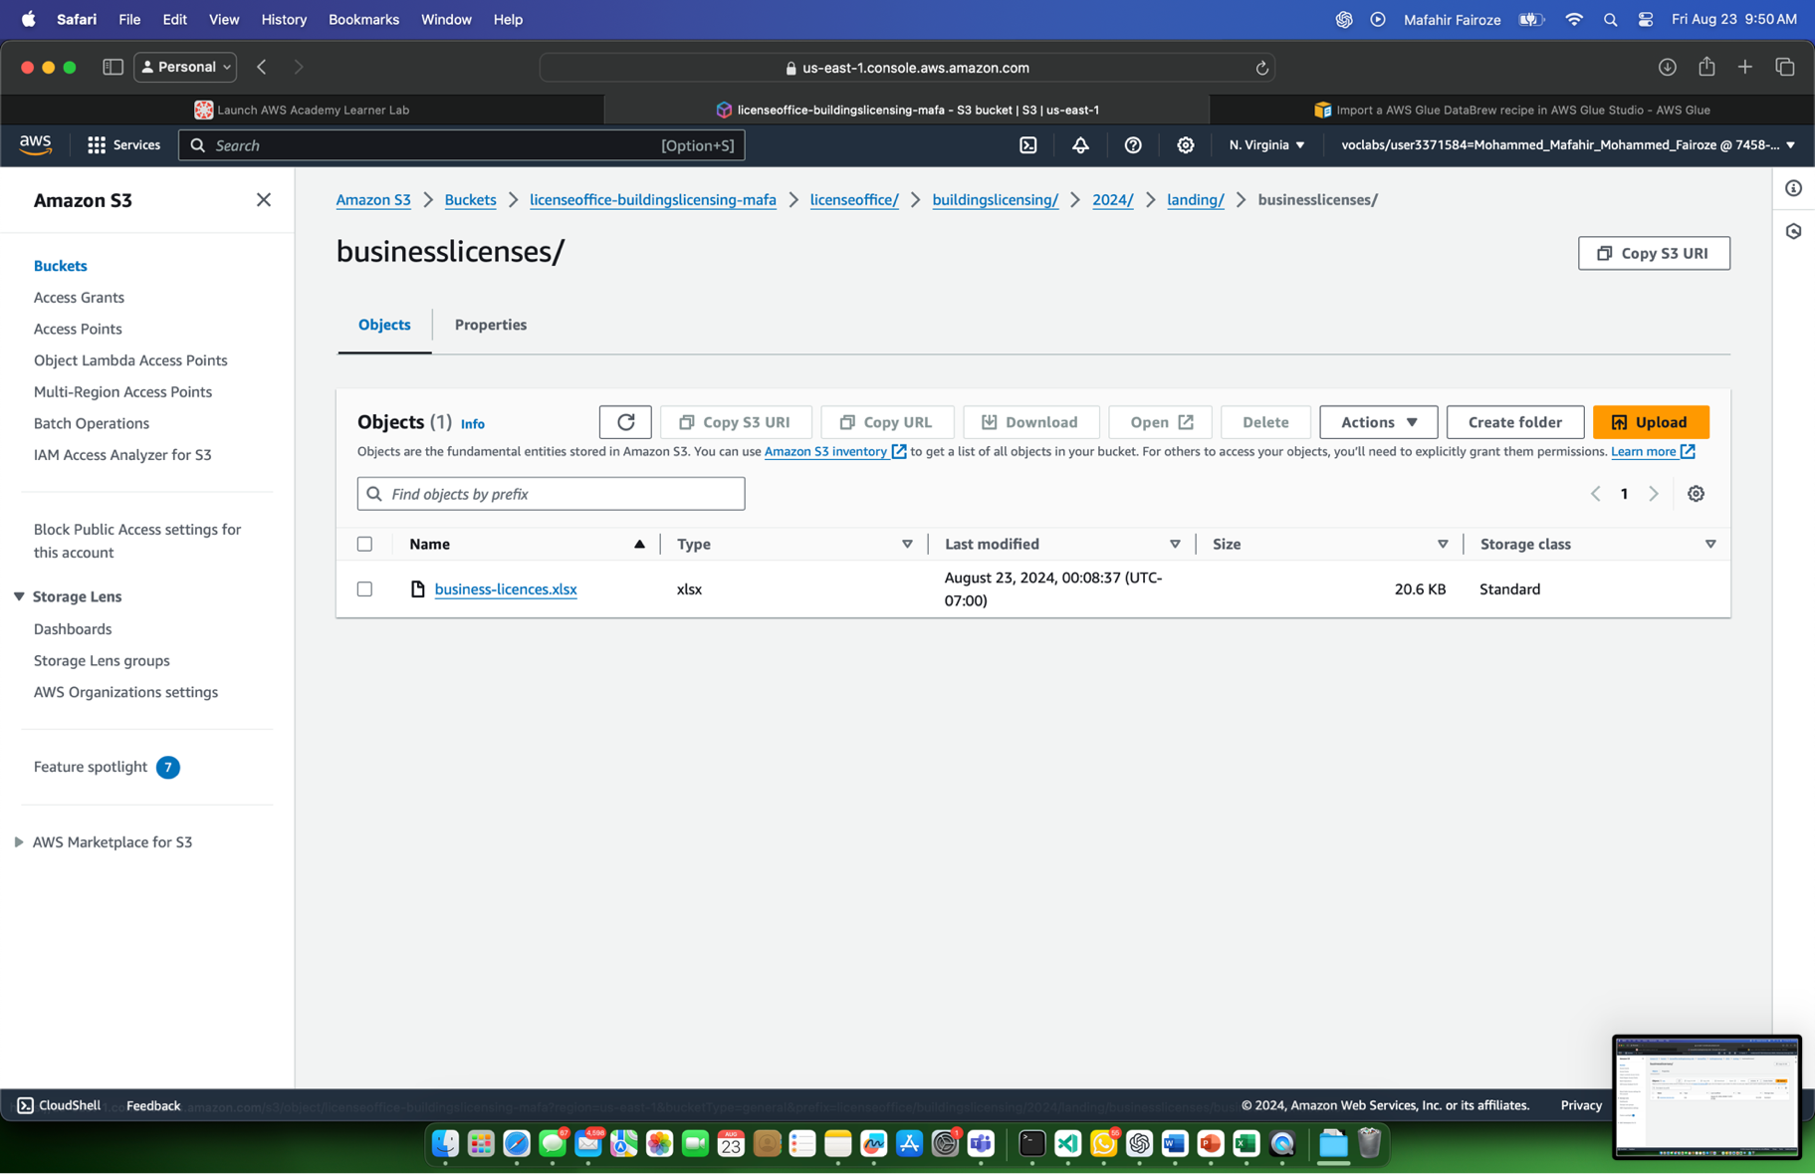 Safari File Edit View History Bookmarks Window Help Mafahir Fairoze Fri Aug 23 9:50 AM
Personal us-east-1.console.aws.amazon.com
Launch AWS Academy Learner Lab licenseoffice-buildingslicensing-mafa - S3 bucket | S3 | us-east-1 Import a AWS Glue DataBrew recipe in AWS Glue Studio - AWS Glue
aws Services Search [Option+S] N. Virginia voclabs/user3371584=Mohammed_Mafahir_Mohammed_Fairoze @ 7458-...
Amazon S3
Buckets
Access Grants
Access Points
Object Lambda Access Points
Multi-Region Access Points
Batch Operations
IAM Access Analyzer for S3
Block Public Access settings for
this account
Storage Lens
Dashboards
Storage Lens groups
AWS Organizations settings
Feature spotlight 7
AWS Marketplace for S3
Amazon S3 Buckets licenseoffice-buildingslicensing-mafa licenseoffice/ buildingslicensing/ 2024/ landing/ businesslicenses/
businesslicenses/
Copy S3 URI
Objects Properties
Objects (1) Info Copy S3 URI Copy URL Download Open Delete Actions Create folder Upload
Objects are the fundamental entities stored in Amazon S3. You can use Amazon S3 inventory to get a list of all objects in your bucket. For others to access your objects, you'll need to explicitly grant them permissions. Learn more
Find objects by prefix 1
Name Type Last modified Size Storage class
business-licences.xlsx xlsx August 23, 2024, 00:08:37 (UTC-
07:00) 20.6 KB Standard
CloudShell Feedback © 2024, Amazon Web Services, Inc. or its affiliates. Privacy
67 4,596 AUG 23 1 55